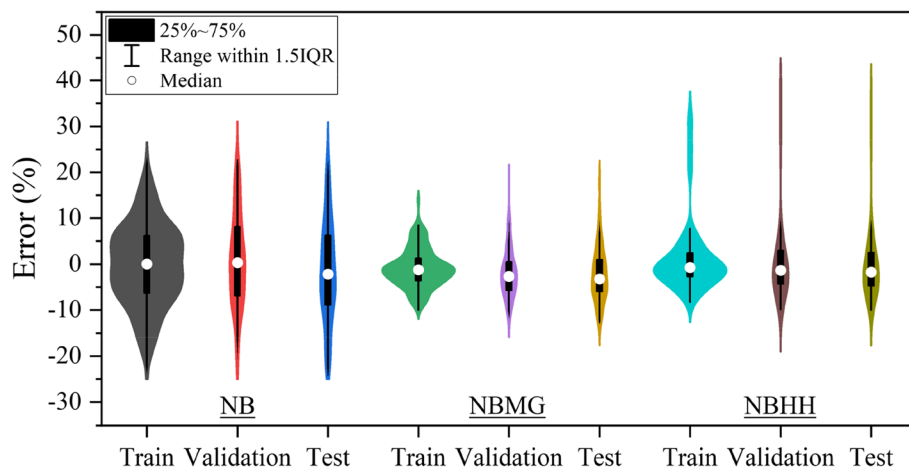 50
40
30
20
10
0
-10
-20
-30
Error (%)
25%~75%
Range within 1.5IQR
Median
NB
NBMG
NBHH
Train Validation Test Train Validation Test Train Validation Test